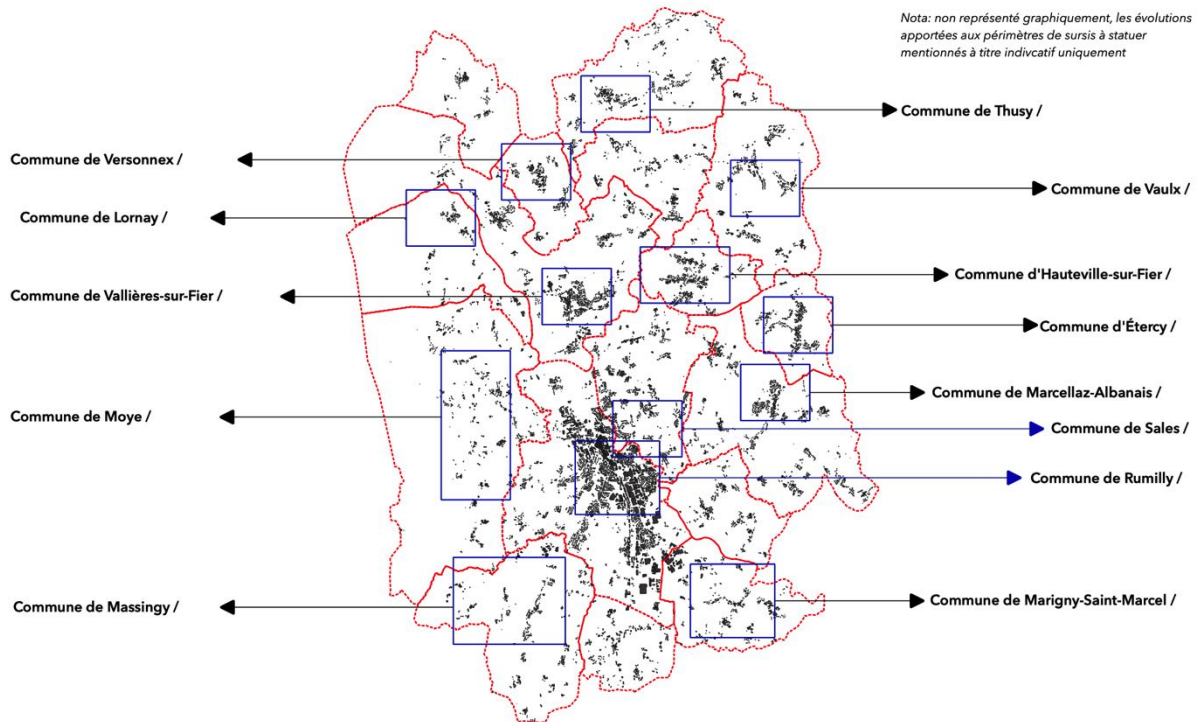 Nota: non représenté graphiquement, les évolutions
apportées aux périmètres de sursis à statuer
mentionnés à titre indivcatif uniquement
Commune de Thusy /
Commune de Versonnex /
Commune de Vaulx /
Commune de Lornay /
Commune d'Hauteville-sur-Fier /
Commune de Vallières-sur-Fier /
Commune d'Étercy /
Commune de Marcellaz-Albanais /
Commune de Moye /
Commune de Sales /
Commune de Rumilly /
Commune de Marigny-Saint-Marcel /
Commune de Massingy /